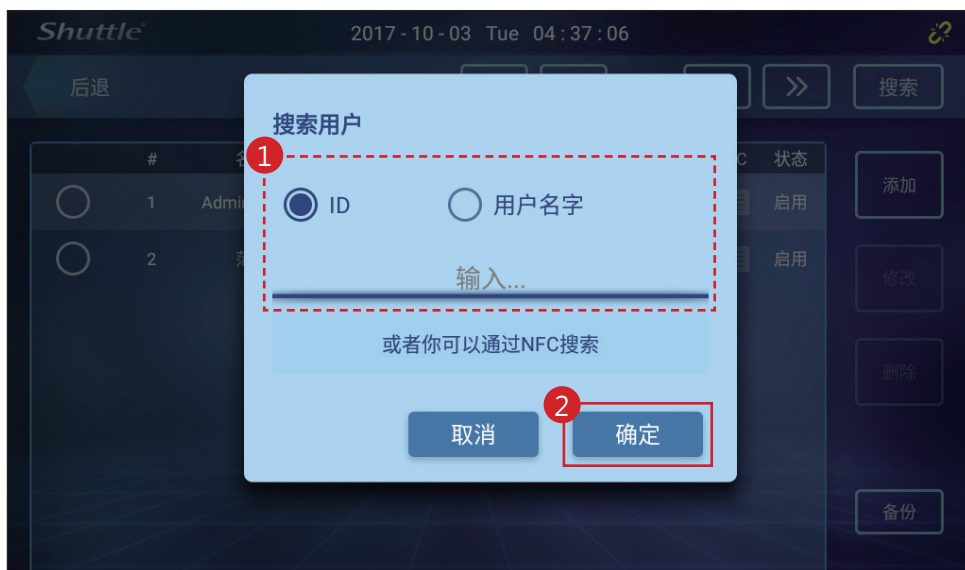 Shuttle 2017-10-03 Tue 04:37:06
后退 搜索
搜索用户
1
# C 状态
ID 用户名字
1 启用 添加
2 启用
输入... 修改
或者你可以通过NFC搜索
删除
2
取消 确定
备份